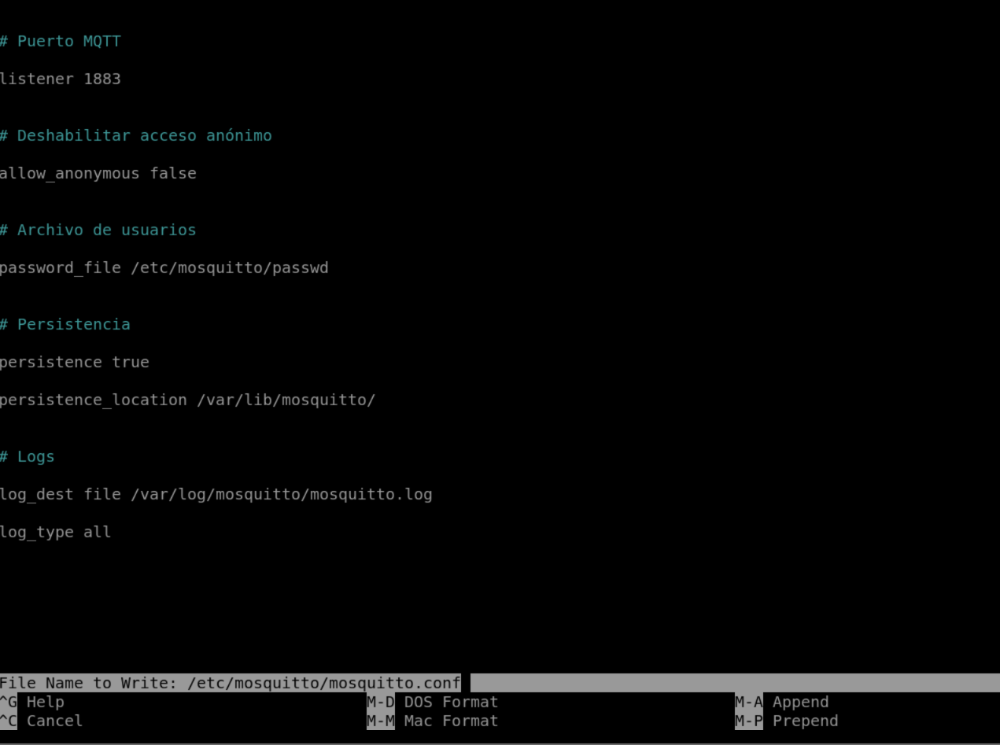 # Puerto MQTT
listener 1883
# Deshabilitar acceso anónimo
allow_anonymous false
# Archivo de usuarios
password_file /etc/mosquitto/passwd
# Persistencia
persistence true
persistence_location /var/lib/mosquitto/
# Logs
log_dest file /var/log/mosquitto/mosquitto.log
log_type all
File Name to Write: /etc/mosquitto/mosquitto.conf
^G Help M-D DOS Format M-A Append
^C Cancel M-M Mac Format M-P Prepend